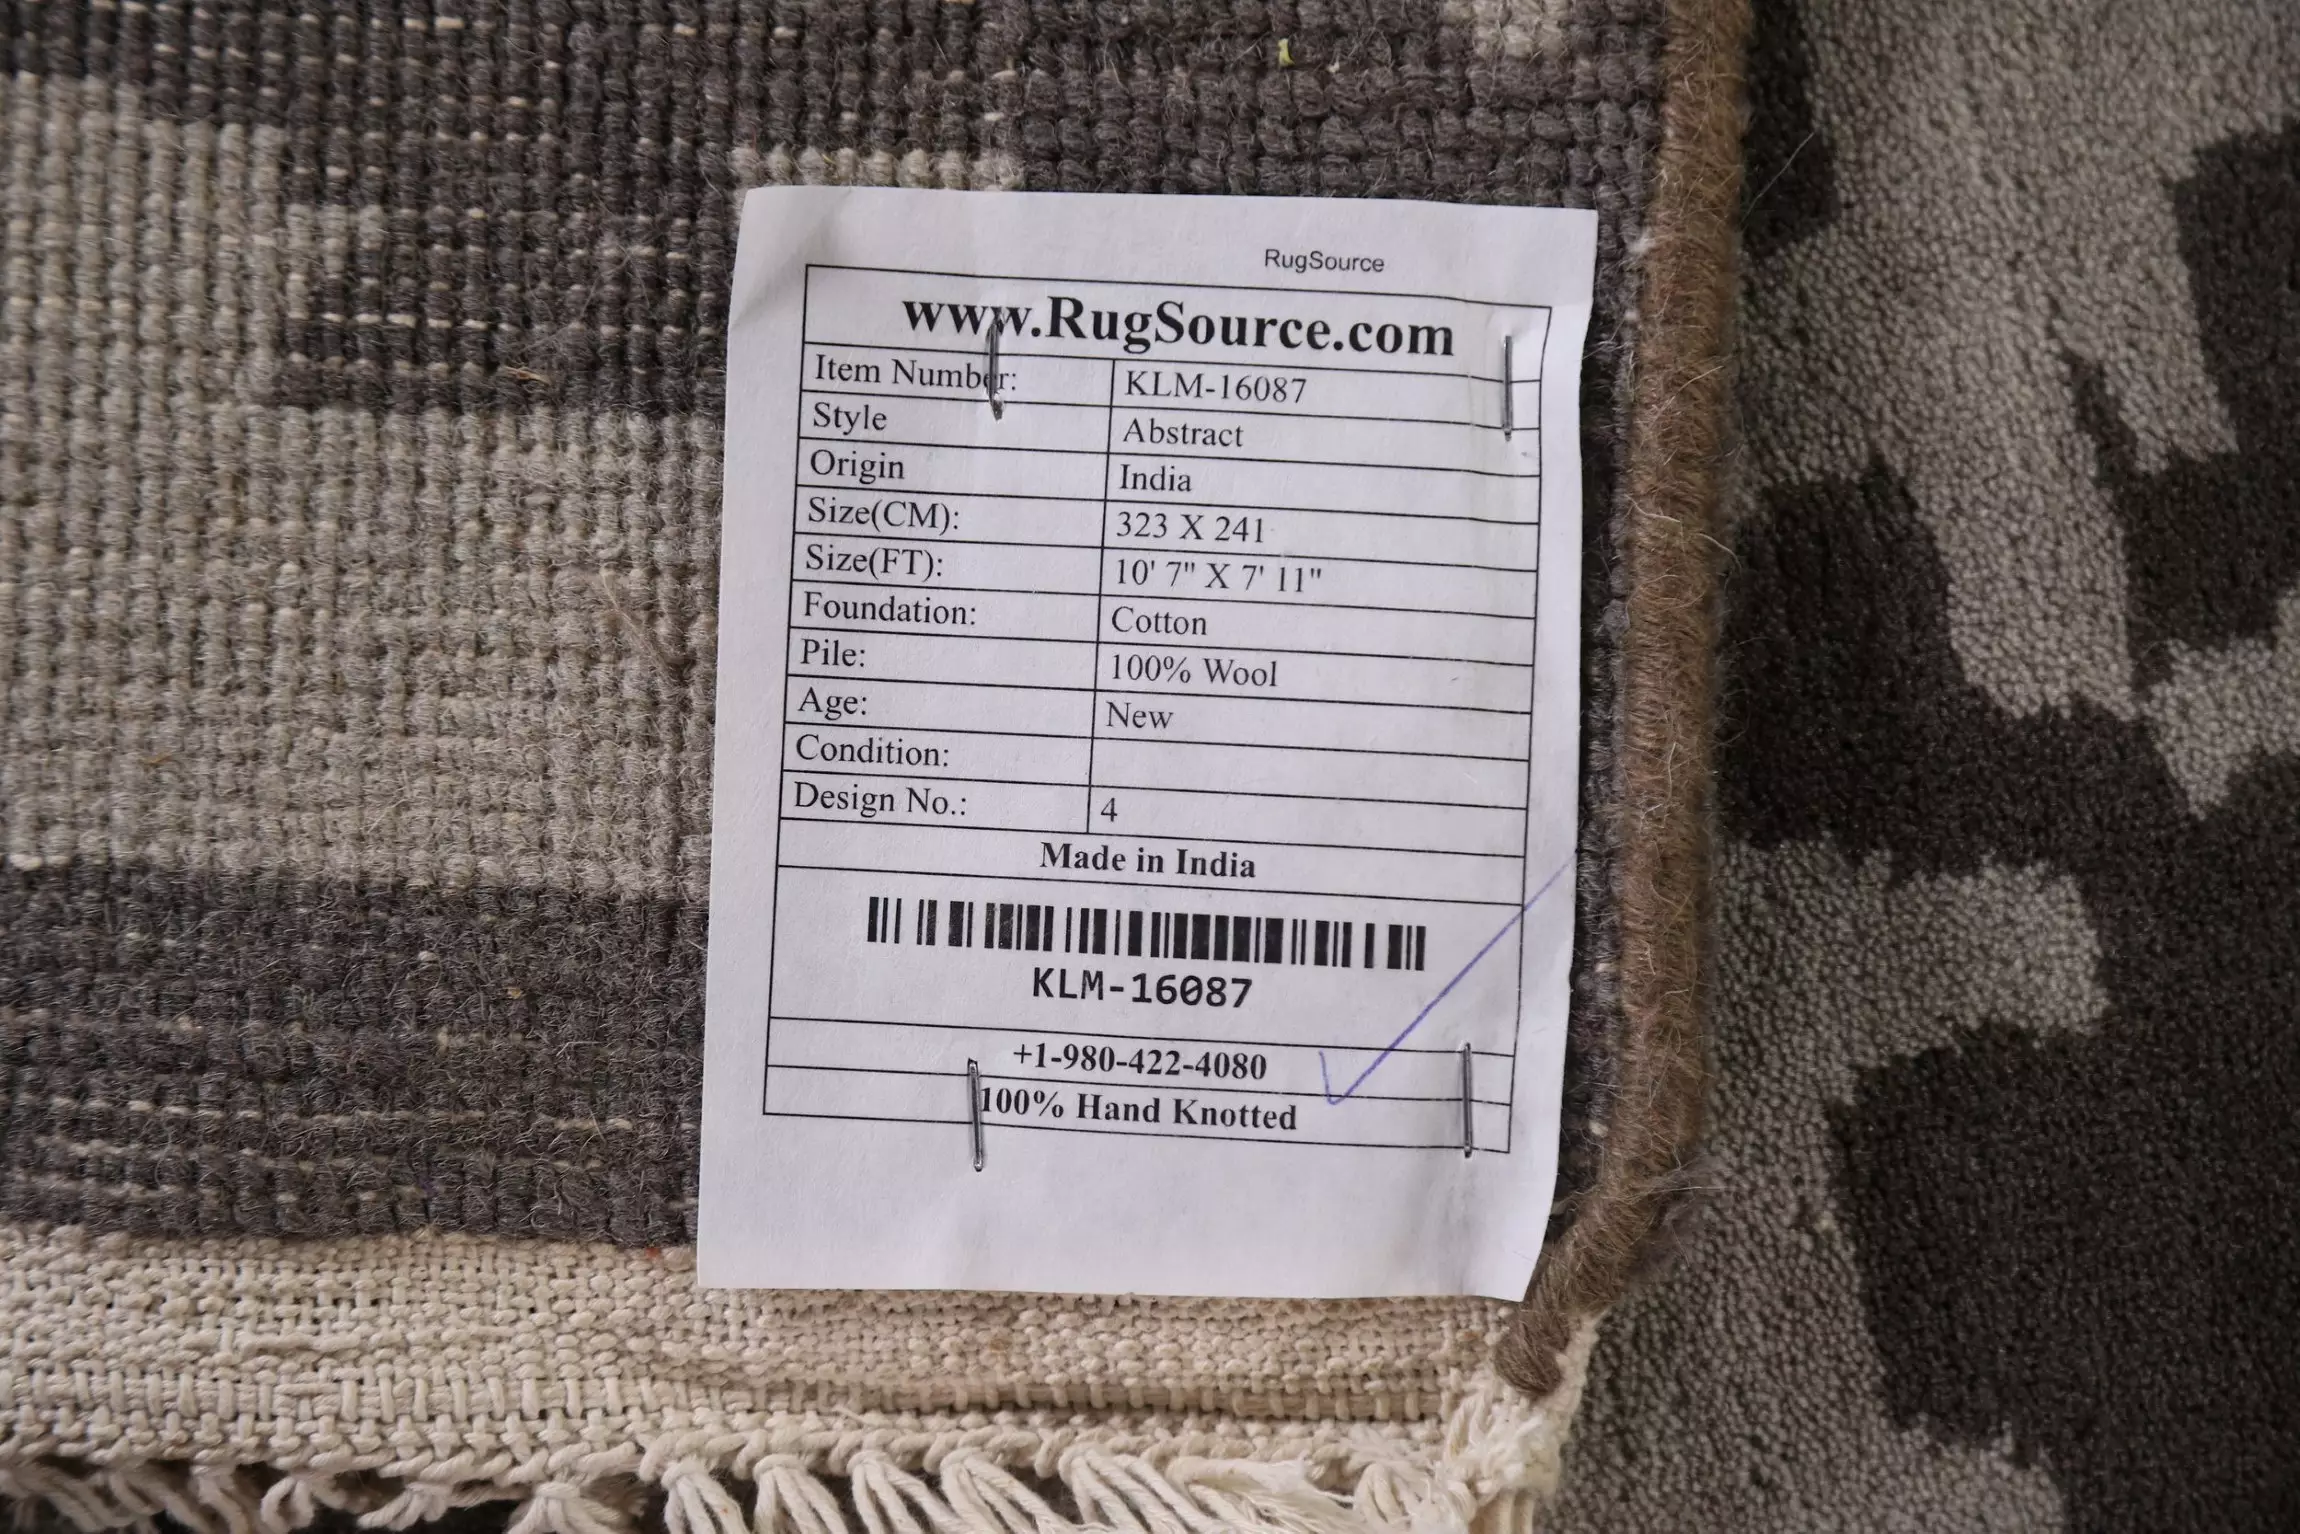 RugSource
www.RugSource.com
Item Number: KLM-16087
Style Abstract
Origin India
Size(CM): 323 X 241
Size(FT): 10' 7" X 7' 11"
Foundation: Cotton
Pile: 100% Wool
Age: New
Condition:
Design No.: 4
Made in India
KLM-16087
+1-980-422-4080
100% Hand Knotted